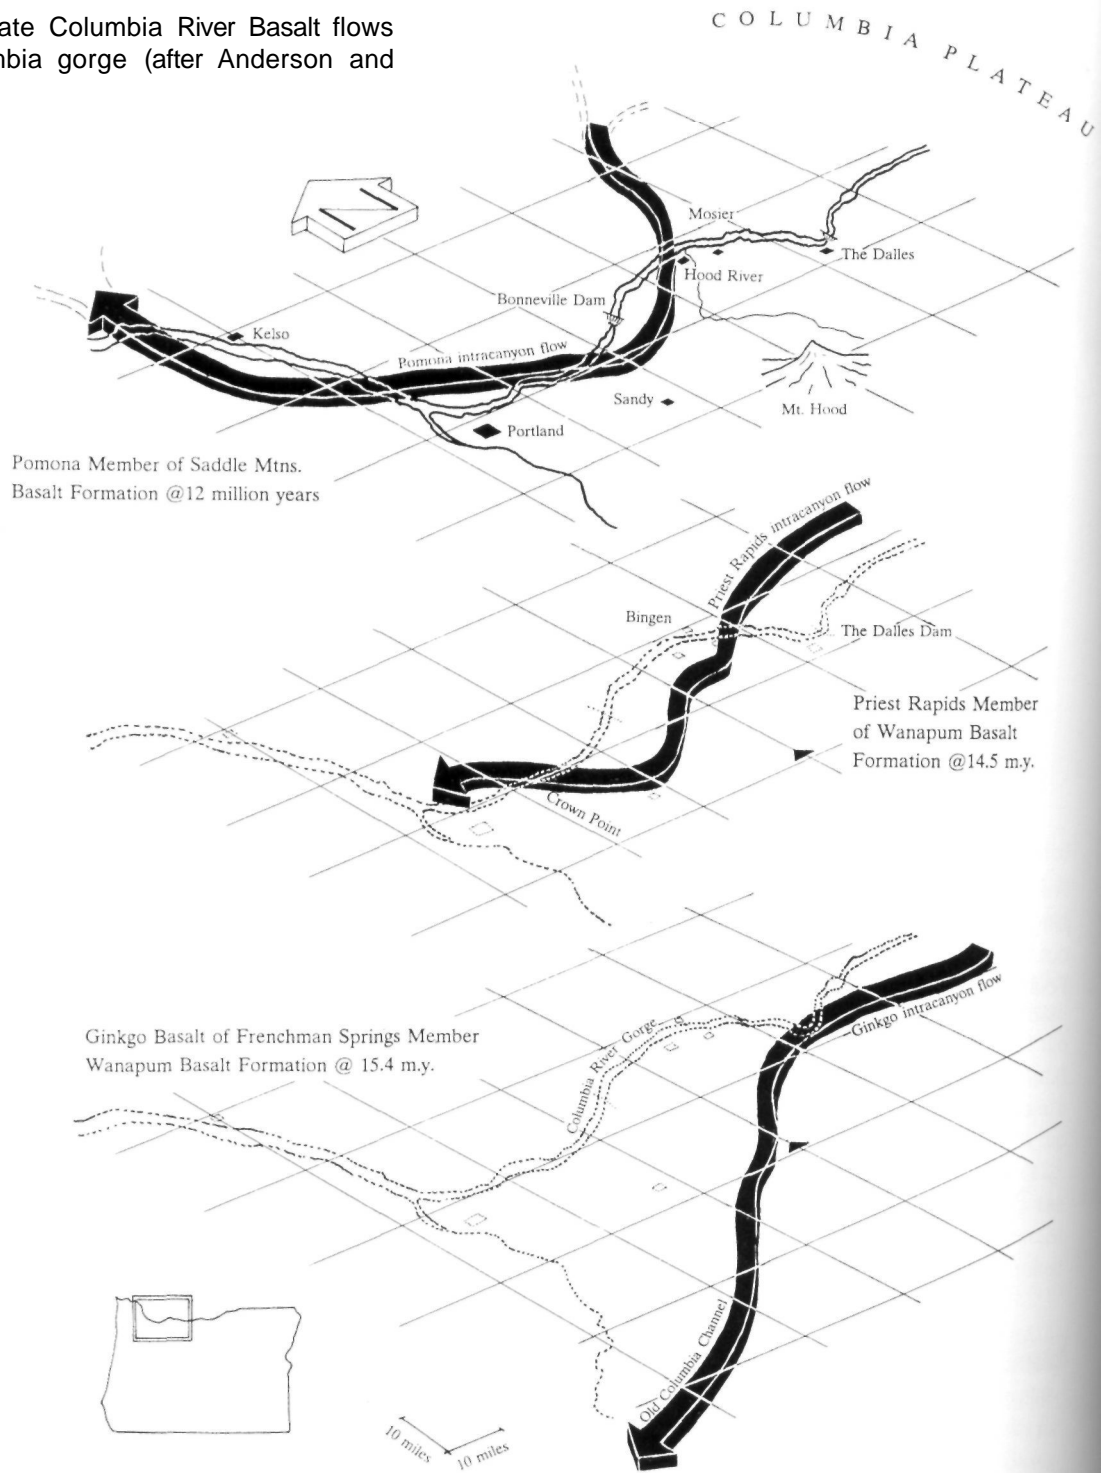 ate Columbia River Basalt flows
nbia gorge (after Anderson and
COLUMBIA PLATEAU
N
Mosier
The Dalles
Hood River
Bonneville Dam
Kelso
Pomona intracanyon flow
Sandy
Mt. Hood
Portland
Pomona Member of Saddle Mtns.
Basalt Formation @12 million years
Priest Rapids intracanyon flow
Bingen
The Dalles Dam
Priest Rapids Member
of Wanapum Basalt
Formation @14.5 m.y.
Crown Point
Ginkgo intracanyon flow
Columbia River Gorge
Ginkgo Basalt of Frenchman Springs Member
Wanapum Basalt Formation @ 15.4 m.y.
Old Columbia Channel
10 miles
10 miles